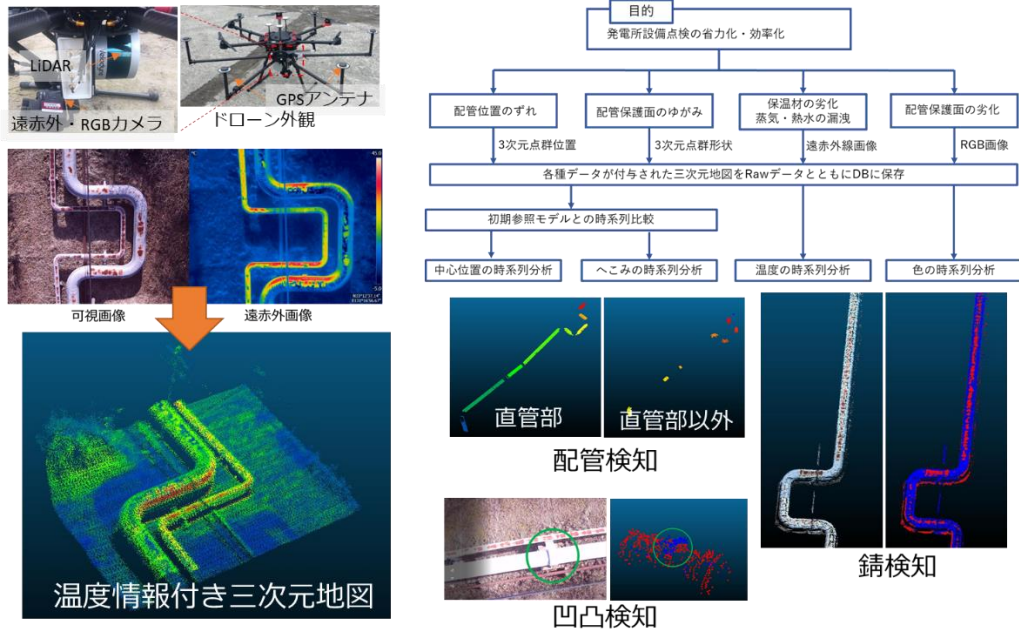 LiDAR
遠赤外・RGBカメラ
GPSアンテナ
ドローン外観
可視画像
遠赤外画像
温度情報付き三次元地図
目的
発電所設備点検の省力化・効率化
配管位置のずれ
配管保護面のゆがみ
保温材の劣化
蒸気・熱水の漏洩
配管保護面の劣化
3次元点群位置
3次元点群形状
遠赤外線画像
RGB画像
各種データが付与された三次元地図をRawデータとともにDBに保存
初期参照モデルとの時系列比較
中心位置の時系列分析
へこみの時系列分析
温度の時系列分析
色の時系列分析
直管部
直管部以外
配管検知
凹凸検知
錆検知